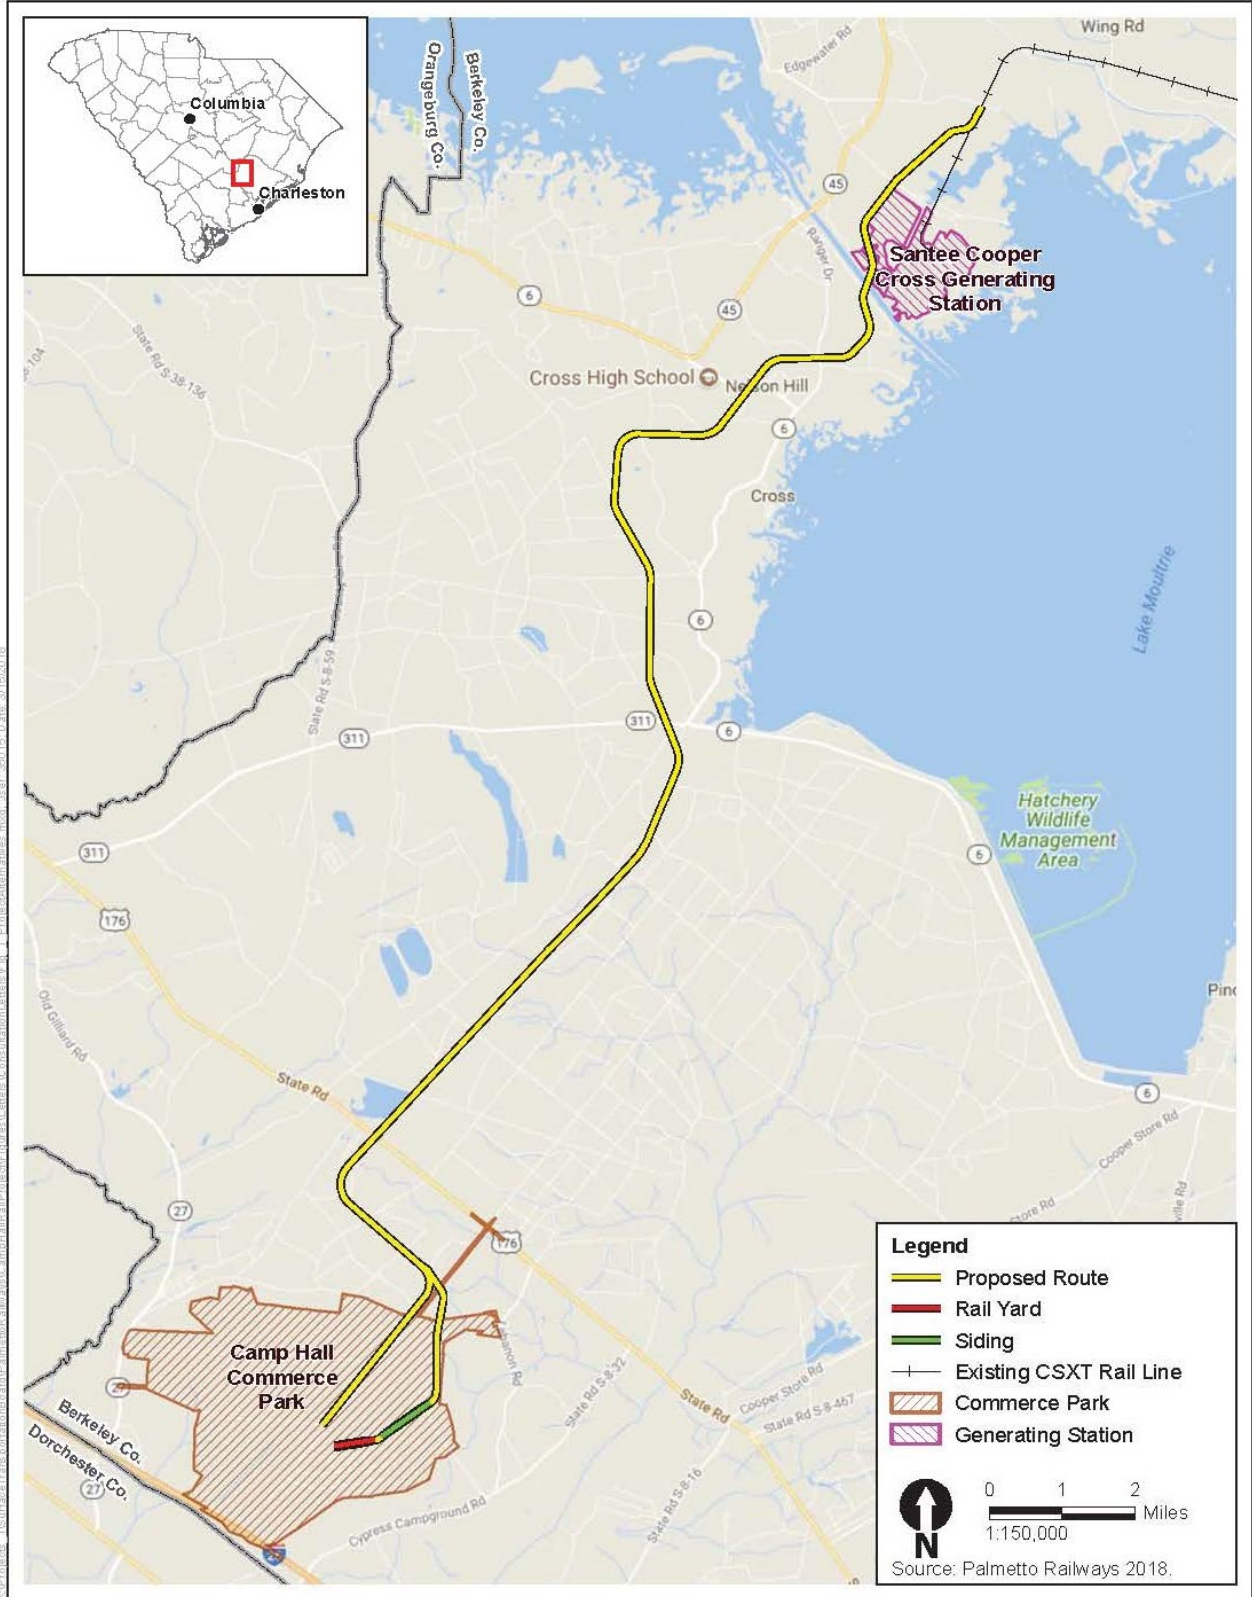 Wing Rd
Edgewater Rd
Columbia
Charleston
Orangeburg Co.
Berkeley Co.
45
Ranger Dr
Santee Cooper
Cross Generating
Station
6
45
State Rd S-38-136
Cross High School
Nelson Hill
6
Cross
Lake Moultrie
6
State Rd S-8-59
311
311
6
Hatchery
Wildlife
Management
Area
311
6
176
Old Gilliard Rd
State Rd
6
Cooper Store Rd
Store Rd
ville Rd
27
176
Camp Hall
Commerce
Park
Lebanon Rd
State Rd S-8-32
State Rd
Cooper Store Rd
State Rd S-8-467
27
Berkeley Co.
Dorchester Co.
27
Cypress Campground Rd
State Rd S-8-16
Legend
Proposed Route
Rail Yard
Siding
Existing CSXT Rail Line
Commerce Park
Generating Station
N
0 1 2
Miles
1:150,000
Source: Palmetto Railways 2018.